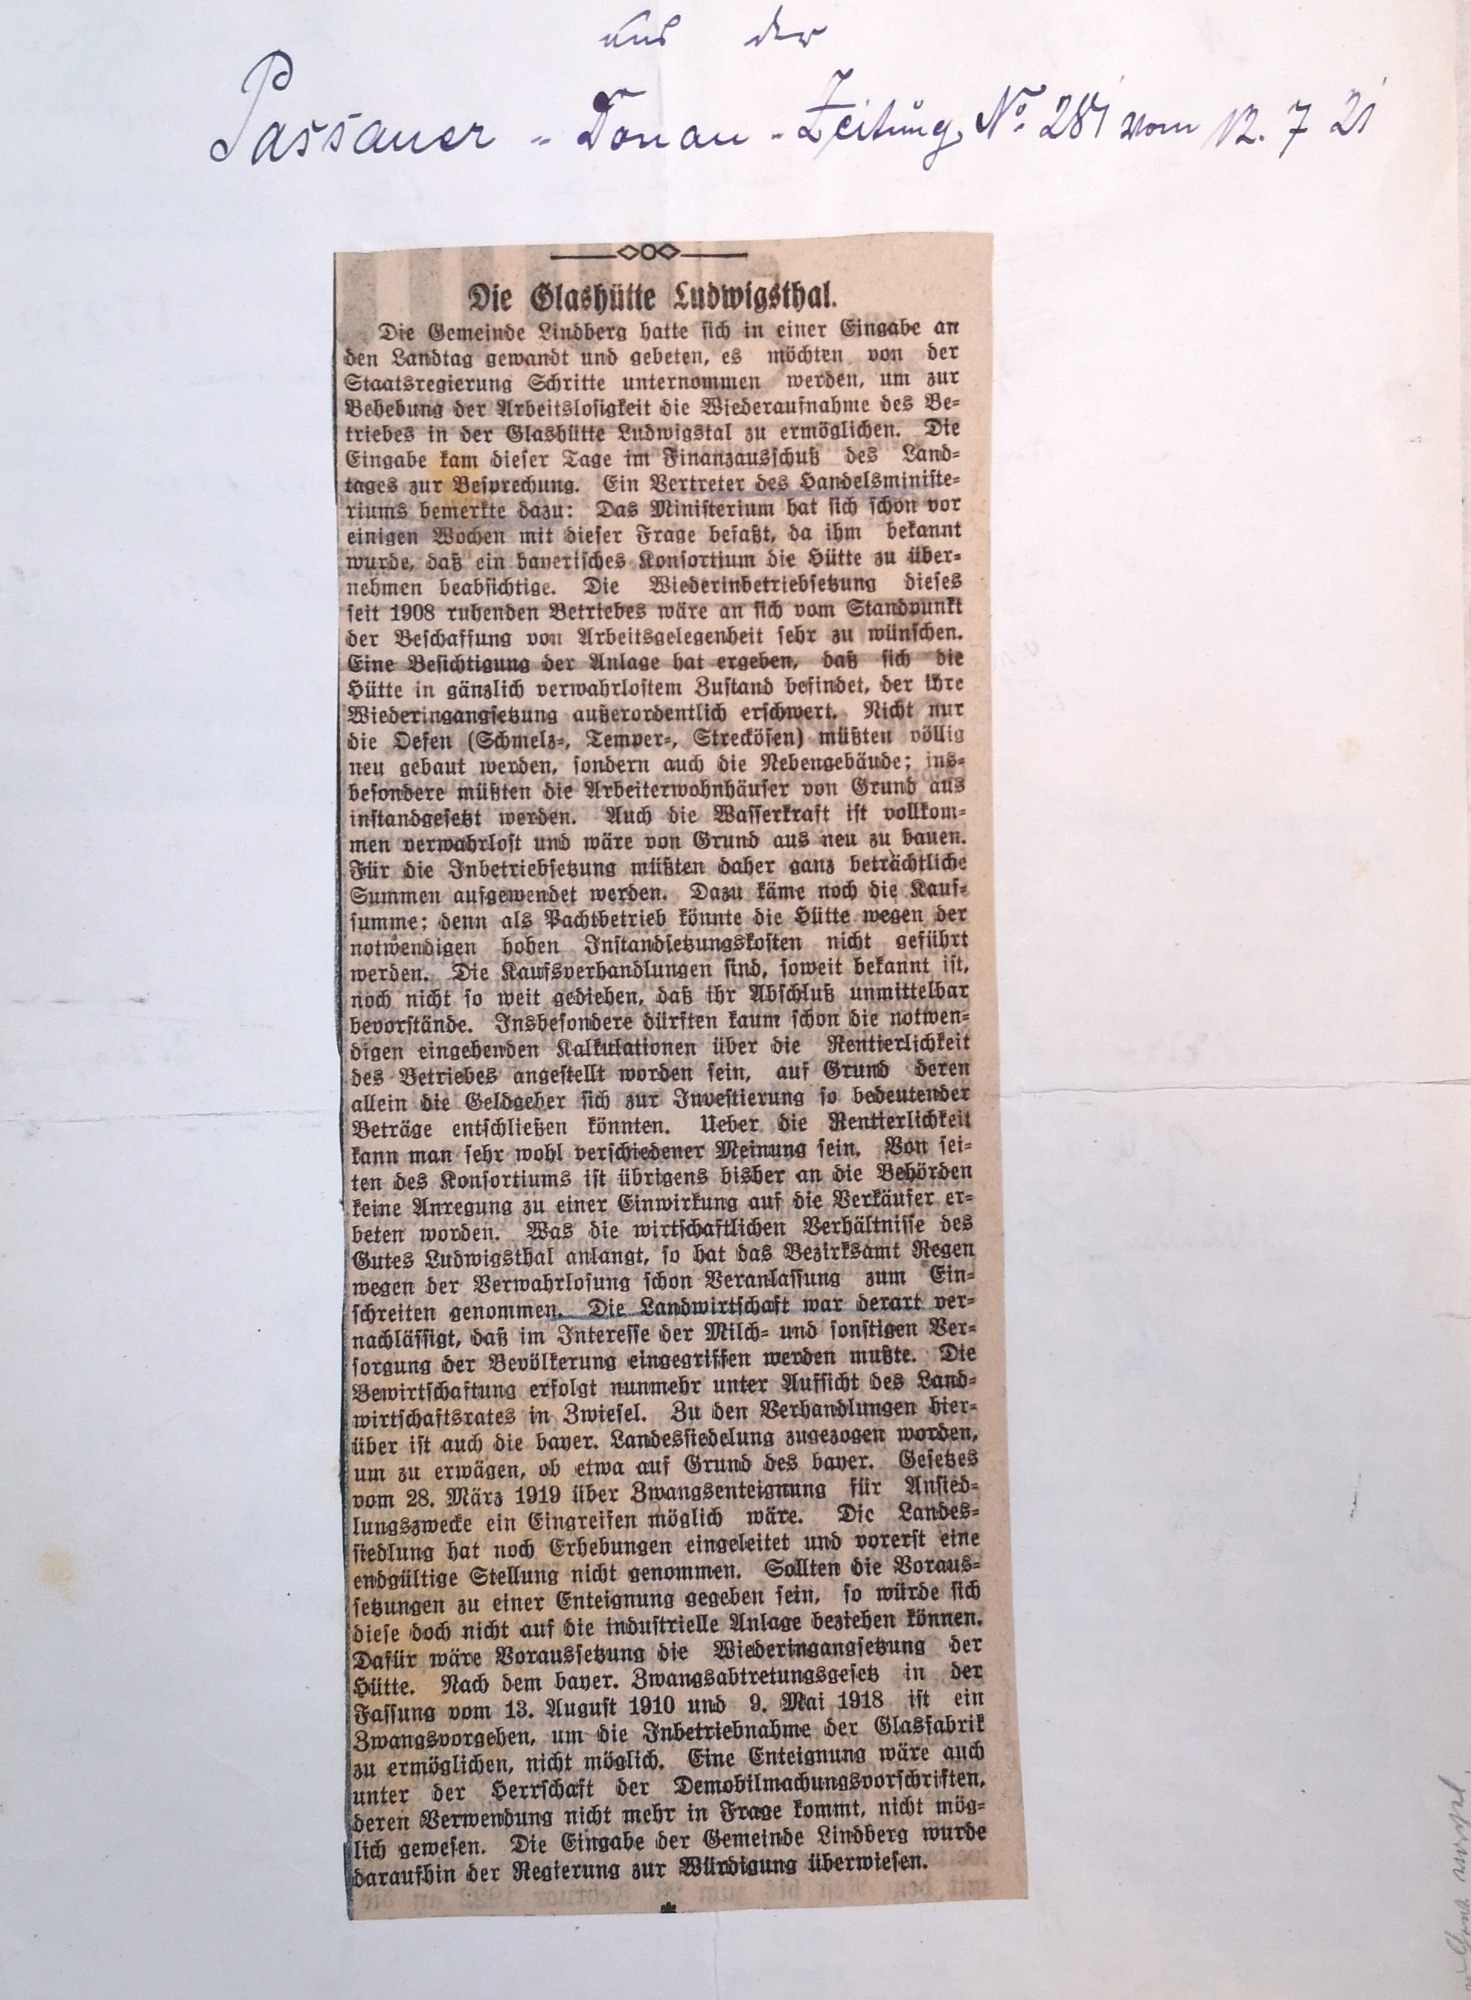 aus der
Passauer - Donau - Zeitung, No. 281 vom 12. 7 21
Die Glashütte Ludwigsthal.
Die Gemeinde Lindberg hatte sich in einer Eingabe an
den Landtag gewandt und gebeten, es möchten von der
Staatsregierung Schritte unternommen werden, um zur
Behebung der Arbeitslosigkeit die Wiederaufnahme des Be-
triebes in der Glashütte Ludwigstal zu ermöglichen. Die
Eingabe kam dieser Tage im Finanzausschuß des Land-
tages zur Besprechung. Ein Vertreter des Handelsministe-
riums bemerkte dazu: Das Ministerium hat sich schon vor
einigen Wochen mit dieser Frage befaßt, da ihm bekannt
wurde, daß ein bayerisches Konsortium die Hütte zu über-
nehmen beabsichtige. Die Wiederinbetriebsetzung dieses
seit 1908 ruhenden Betriebes wäre an sich vom Standpunkt
der Beschaffung von Arbeitsgelegenheit sehr zu wünschen.
Eine Besichtigung der Anlage hat ergeben, daß sich die
Hütte in gänzlich verwahrlostem Zustand befindet, der ihre
Wiederingangsetzung außerordentlich erschwert. Nicht nur
die Oefen (Schmelz-, Temper-, Strecköfen) müßten völlig
neu gebaut werden, sondern auch die Nebengebäude; ins-
besondere müßten die Arbeiterwohnhäuser von Grund aus
instandgesetzt werden. Auch die Wasserkraft ist vollkom-
men verwahrlost und wäre von Grund aus neu zu bauen.
Für die Inbetriebsetzung müßten daher ganz beträchtliche
Summen aufgewendet werden. Dazu käme noch die Kauf-
summe; denn als Pachtbetrieb könnte die Hütte wegen der
notwendigen hohen Instandsetzungskosten nicht geführt
werden. Die Kaufsverhandlungen sind, soweit bekannt ist,
noch nicht so weit gediehen, daß ihr Abschluß unmittelbar
bevorstände. Insbesondere dürften kaum schon die notwen-
digen eingehenden Kalkulationen über die Rentierlichkeit
des Betriebes angestellt worden sein, auf Grund deren
allein die Geldgeber sich zur Investierung so bedeutender
Beträge entschließen könnten. Ueber die Rentierlichkeit
kann man sehr wohl verschiedener Meinung sein. Von sei-
ten des Konsortiums ist übrigens bisher an die Behörden
keine Anregung zu einer Einwirkung auf die Verkäufer er-
beten worden. Was die wirtschaftlichen Verhältnisse des
Gutes Ludwigsthal anlangt, so hat das Bezirksamt Regen
wegen der Verwahrlosung schon Veranlassung zum Ein-
schreiten genommen. Die Landwirtschaft war derart ver-
nachlässigt, daß im Interesse der Milch- und sonstigen Ver-
sorgung der Bevölkerung eingegriffen werden mußte. Die
Bewirtschaftung erfolgt nunmehr unter Aufsicht des Land-
wirtschaftsrates in Zwiesel. Zu den Verhandlungen hier-
über ist auch die bayer. Landessiedelung zugezogen worden,
um zu erwägen, ob etwa auf Grund des bayer. Gesetzes
vom 28. März 1919 über Zwangsenteignung für Ansied-
lungszwecke ein Eingreifen möglich wäre. Die Landes-
siedlung hat noch Erhebungen eingeleitet und vorerst eine
endgültige Stellung nicht genommen. Sollten die Voraus-
setzungen zu einer Enteignung gegeben sein, so würde sich
diese doch nicht auf die industrielle Anlage beziehen können.
Dafür wäre Voraussetzung die Wiederingangsetzung der
Hütte. Nach dem bayer. Zwangsabtretungsgesetz in der
Fassung vom 13. August 1910 und 9. Mai 1918 ist ein
Zwangsvorgehen, um die Inbetriebnahme der Glasfabrik
zu ermöglichen, nicht möglich. Eine Enteignung wäre auch
unter der Herrschaft der Demobilmachungsvorschriften,
deren Verwendung nicht mehr in Frage kommt, nicht mög-
lich gewesen. Die Eingabe der Gemeinde Lindberg wurde
daraufhin der Regierung zur Würdigung überwiesen.